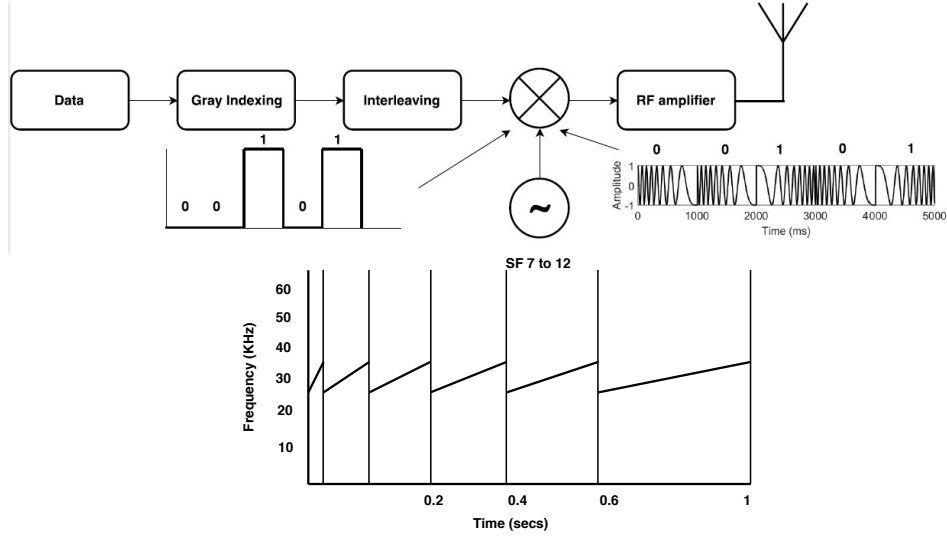 Data
Gray Indexing
Interleaving
RF amplifier
0 0 1 0 1
~
0 0 1 0 1
Amplitude
1
0
-1
0 1000 2000 3000 4000 5000
Time (ms)
SF 7 to 12
Frequency (KHz)
60
50
40
30
20
10
0.2 0.4 0.6 1
Time (secs)